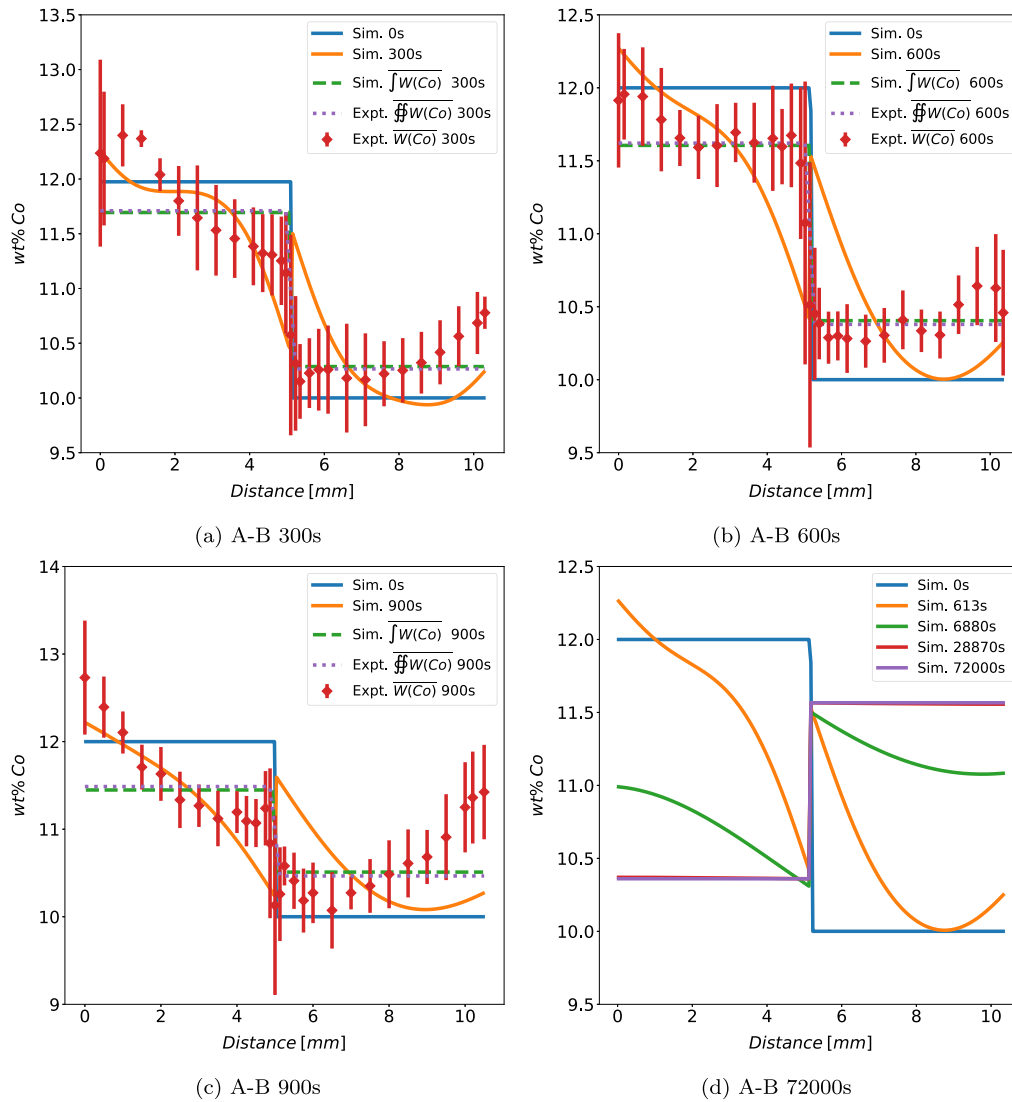 13.5
13.0
12.5
12.0
11.5
11.0
10.5
10.0
9.5
wt% Co
0 2 4 6 8 10
Distance [mm]
Sim. 0s
Sim. 300s
Sim. ∫W(Co) 300s
Expt. ∯W(Co) 300s
Expt. W(Co) 300s
(a) A-B 300s
12.5
12.0
11.5
11.0
10.5
10.0
9.5
wt% Co
0 2 4 6 8 10
Distance [mm]
Sim. 0s
Sim. 600s
Sim. ∫W(Co) 600s
Expt. ∯W(Co) 600s
Expt. W(Co) 600s
(b) A-B 600s
14
13
12
11
10
9
wt% Co
0 2 4 6 8 10
Distance [mm]
Sim. 0s
Sim. 900s
Sim. ∫W(Co) 900s
Expt. ∯W(Co) 900s
Expt. W(Co) 900s
(c) A-B 900s
12.5
12.0
11.5
11.0
10.5
10.0
9.5
wt% Co
0 2 4 6 8 10
Distance [mm]
Sim. 0s
Sim. 613s
Sim. 6880s
Sim. 28870s
Sim. 72000s
(d) A-B 72000s